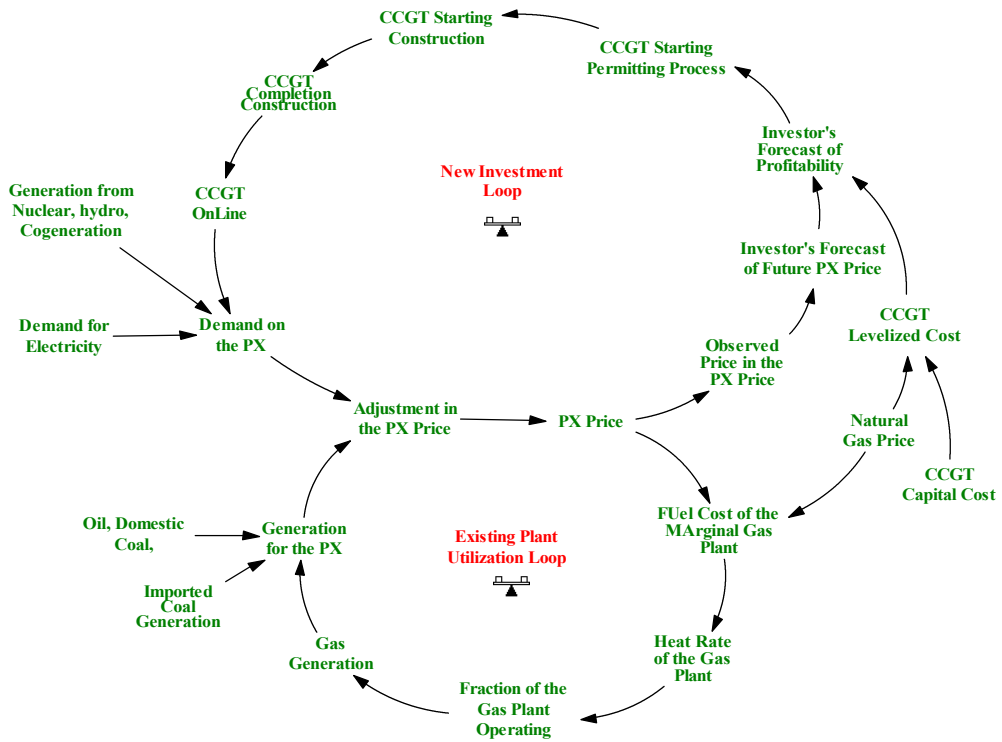 CCGT Starting
Construction
CCGT Starting
Permitting Process
CCGT
Completion
Construction
Investor's
Forecast of
Profitability
New Investment
Loop
Generation from
Nuclear, hydro,
Cogeneration
CCGT
OnLine
Investor's Forecast
of Future PX Price
CCGT
Levelized Cost
Demand for
Electricity
Demand on
the PX
Observed
Price in the
PX Price
Adjustment in
the PX Price
PX Price
Natural
Gas Price
CCGT
Capital Cost
Oil, Domestic
Coal,
Generation
for the PX
Existing Plant
Utilization Loop
FUel Cost of the
MArginal Gas
Plant
Imported
Coal
Generation
Gas
Generation
Heat Rate
of the Gas
Plant
Fraction of the
Gas Plant
Operating